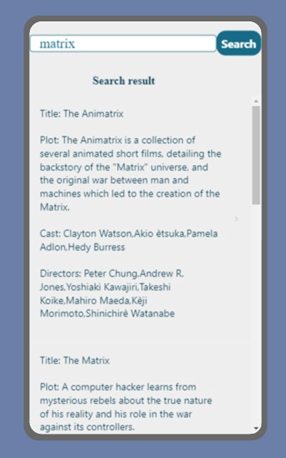 matrix
Search
Search result
Title: The Animatrix
Plot: The Animatrix is a collection of
several animated short films, detailing the
backstory of the "Matrix" universe, and
the original war between man and
machines which led to the creation of the
Matrix.
Cast: Clayton Watson,Akio ètsuka,Pamela
Adlon,Hedy Burress
Directors: Peter Chung,Andrew R.
Jones,Yoshiaki Kawajiri,Takeshi
Koike,Mahiro Maeda,Kèji
Morimoto,Shinichirè Watanabe
Title: The Matrix
Plot: A computer hacker learns from
mysterious rebels about the true nature
of his reality and his role in the war
against its controllers.